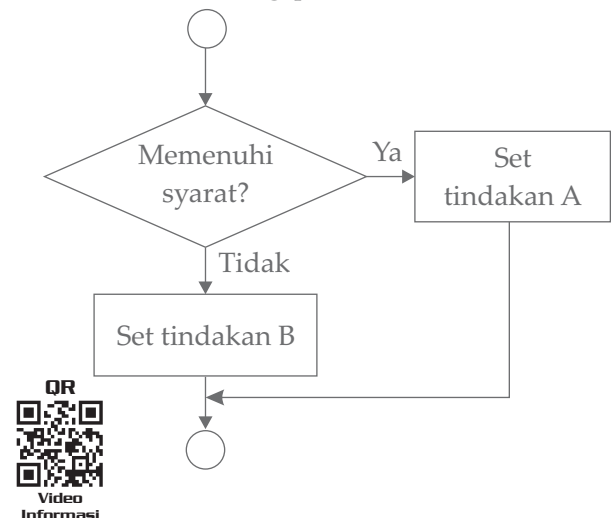 Memenuhi
syarat?
Ya
Set
tindakan A
Tidak
Set tindakan B
QR
Video
Informasi